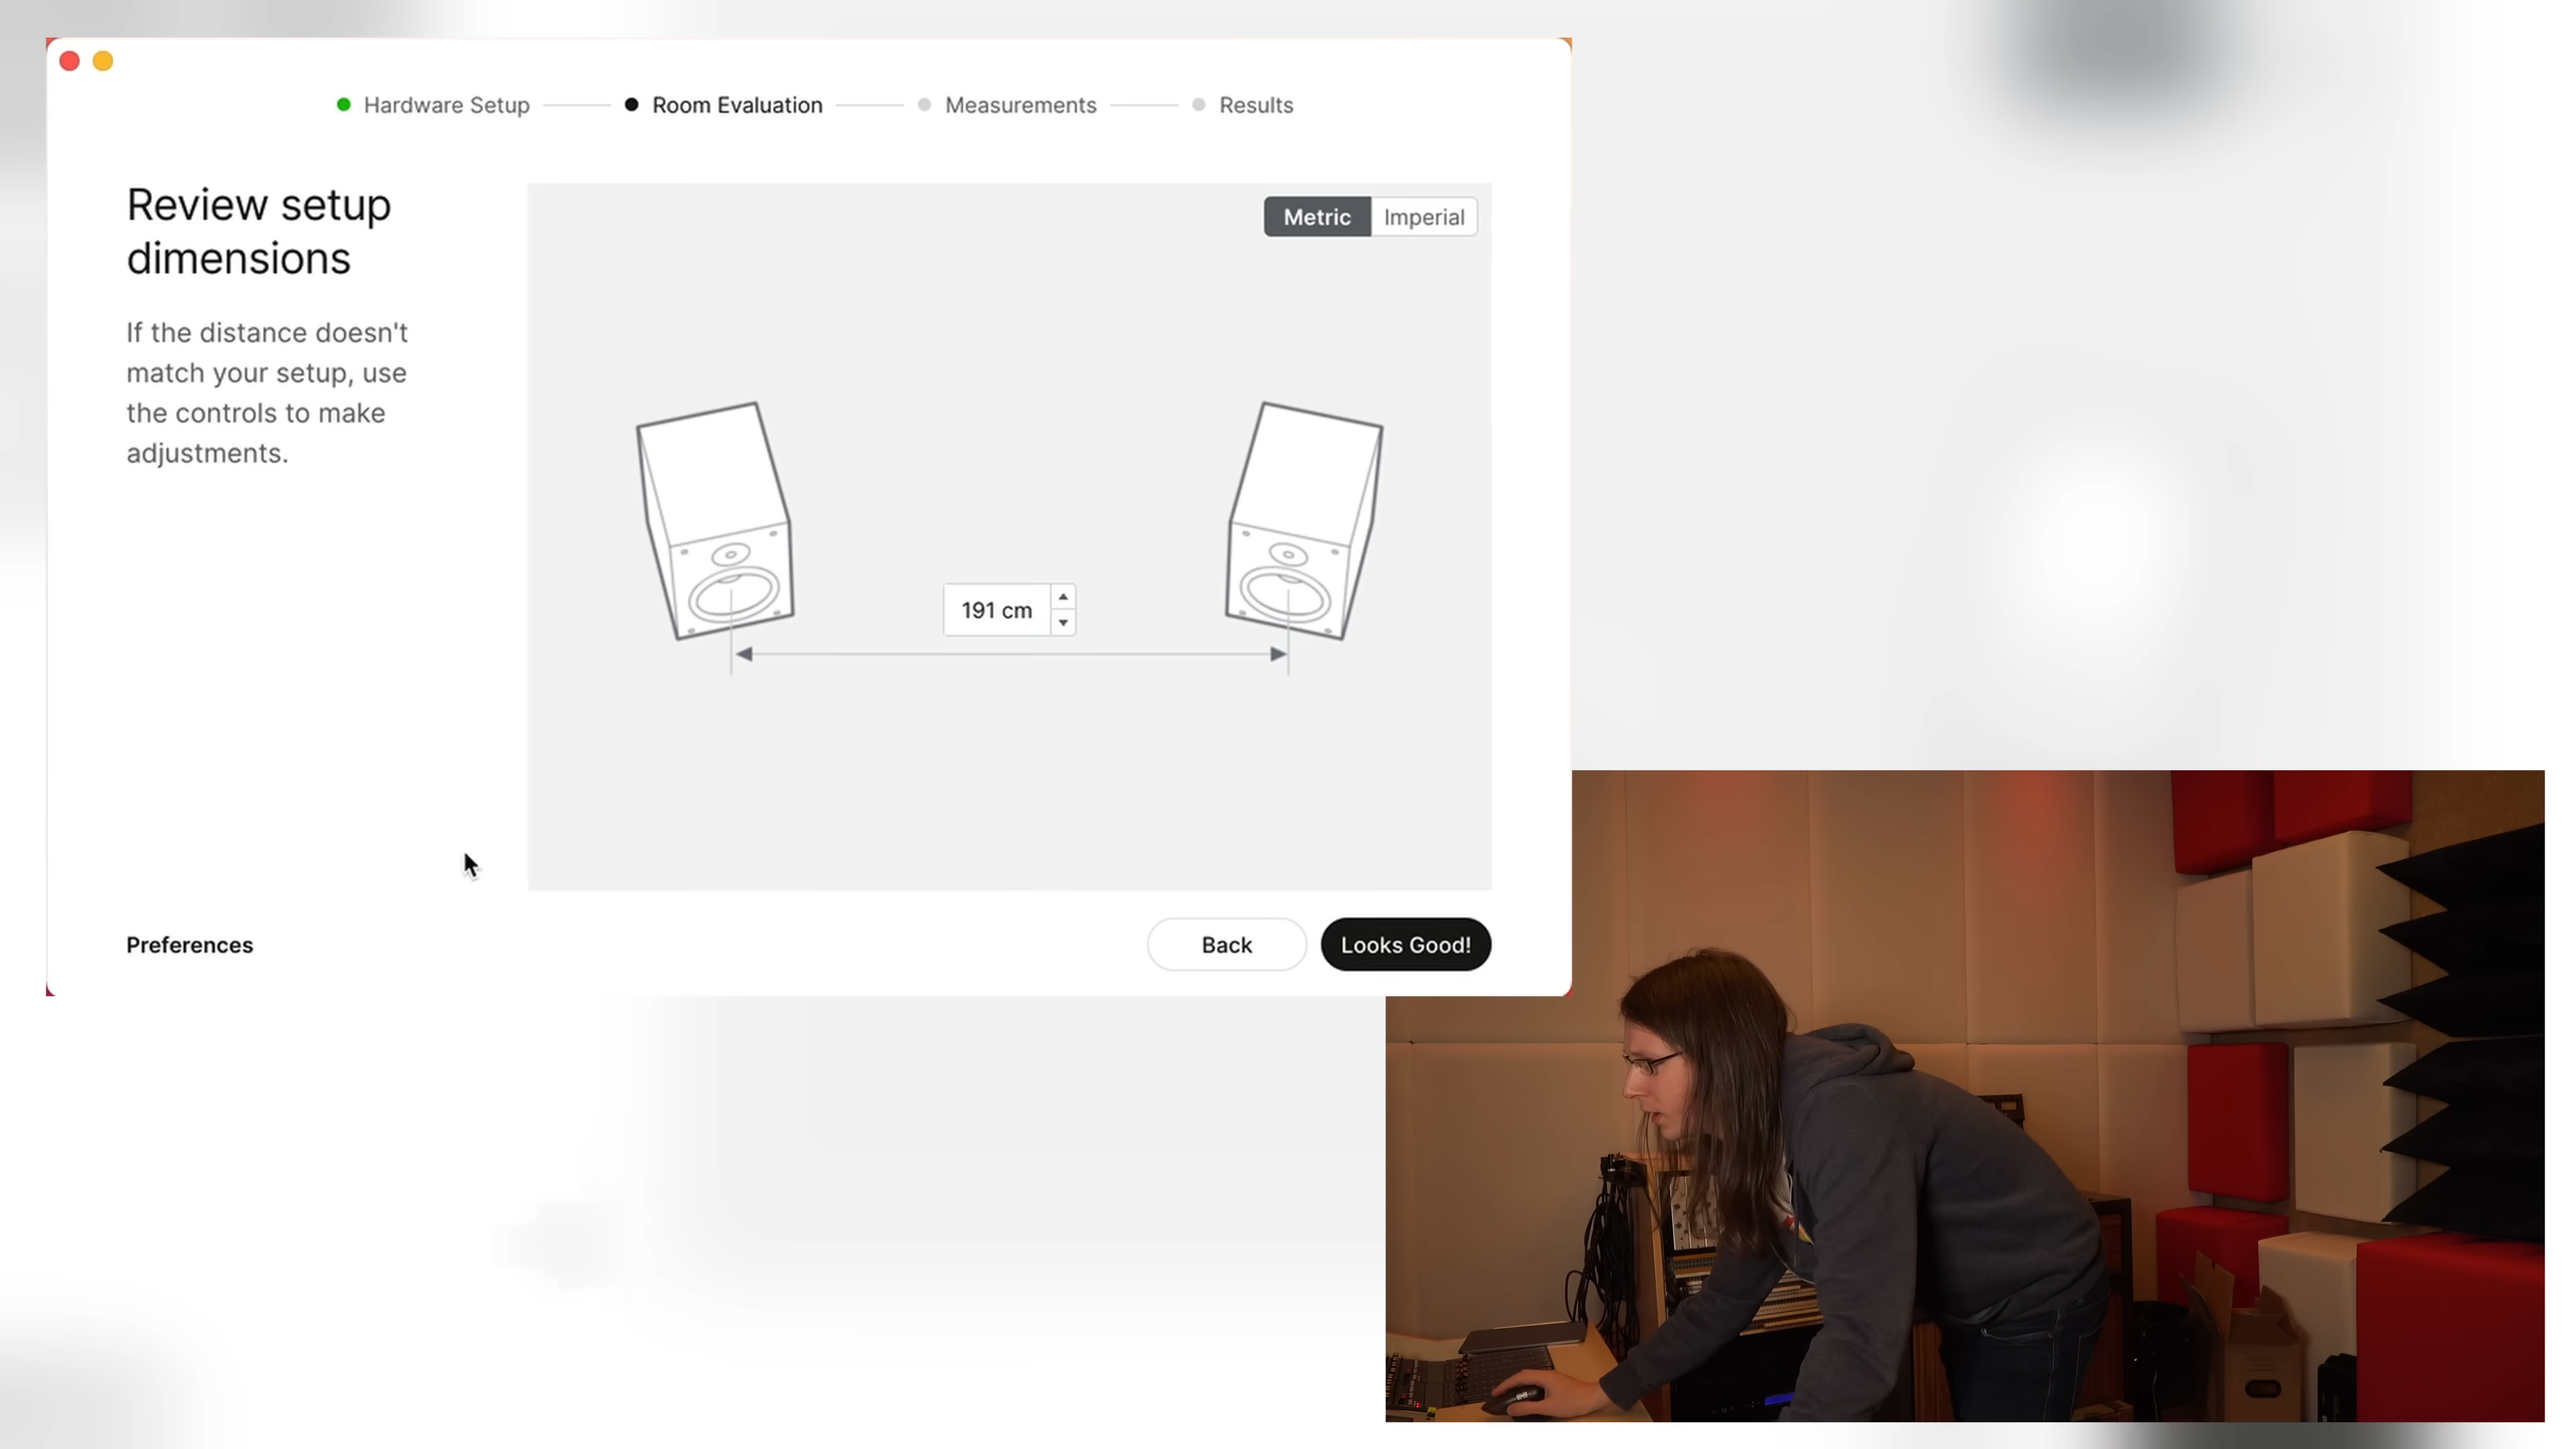 Hardware Setup
Room Evaluation
Measurements
Results
Review setup
dimensions
If the distance doesn't
match your setup, use
the controls to make
adjustments.
Metric
Imperial
191 cm
Preferences
Back
Looks Good!